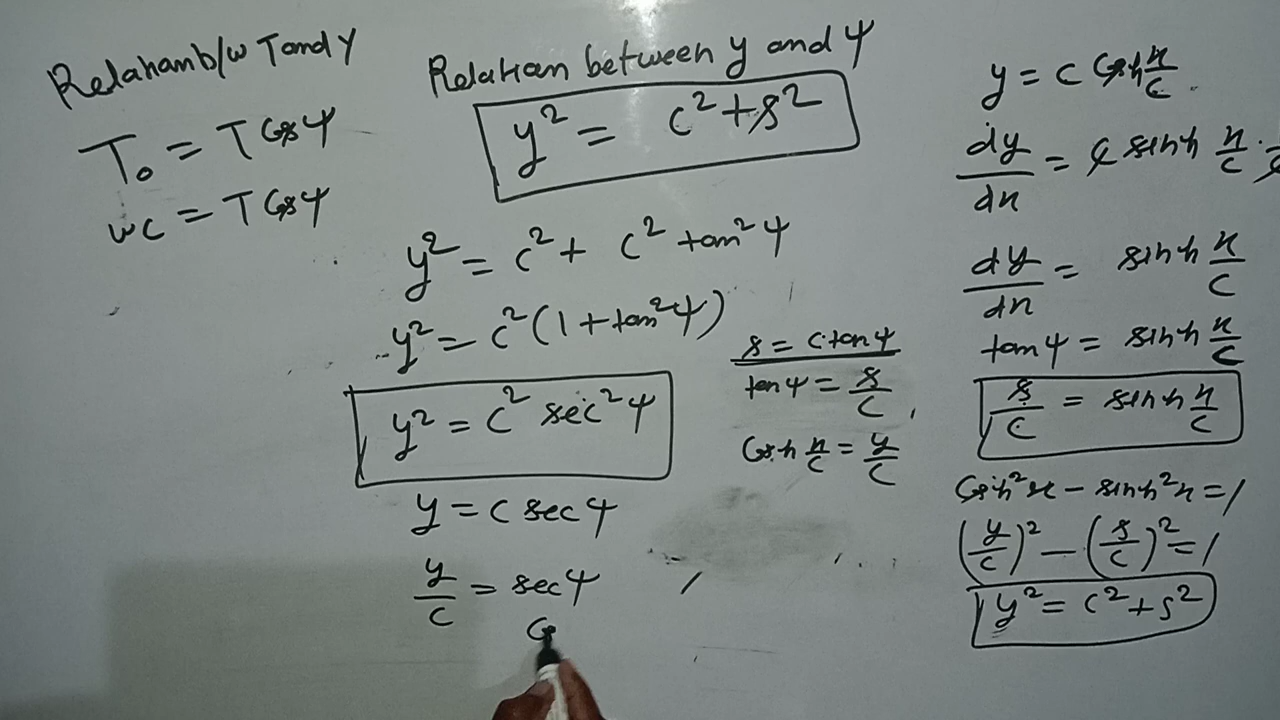 Relation b/w T and y
T₀ = T Cos ψ
wc = T Cos ψ
Relation between y and ψ
y² = c² + s²
y² = c² + c² tan² ψ
y² = c² (1 + tan² ψ)
y² = c² sec² ψ
y = c sec ψ
y/c = sec ψ
Co
s = c tan ψ
tan ψ = s/c
Cosh x/c = y/c
y = c Cosh x/c
dy/dx = c sinh x/c · 1/c
dy/dx = sinh x/c
tan ψ = sinh x/c
s/c = sinh x/c
Cosh² x − sinh² x = 1
(y/c)² − (s/c)² = 1
y² = c² + s²